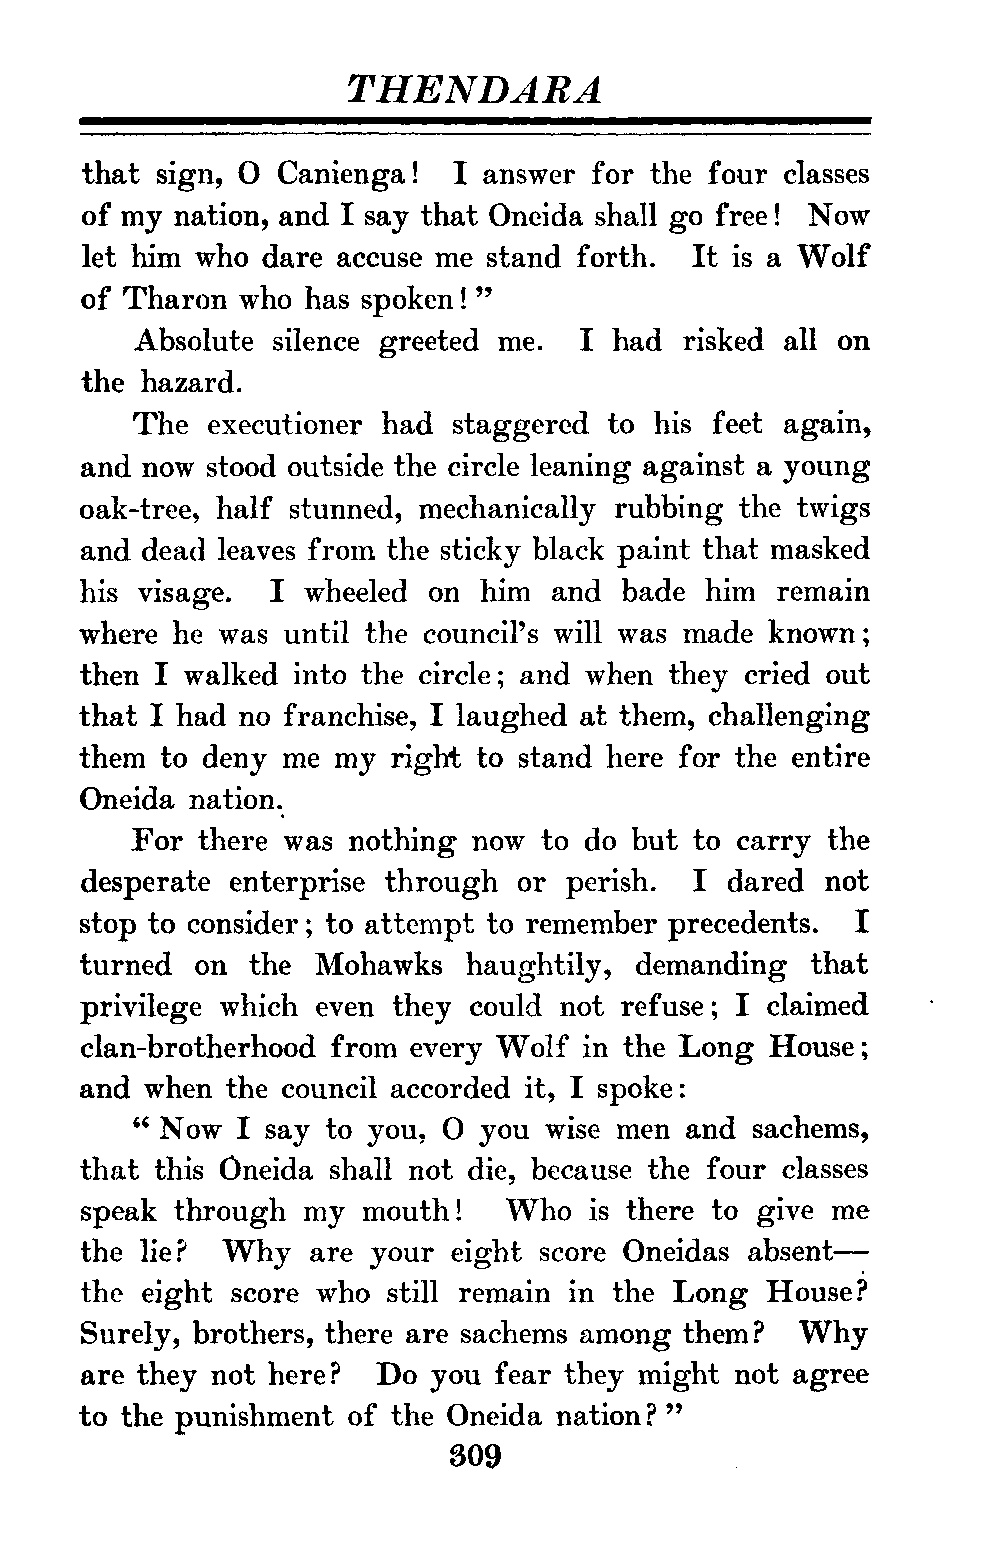 THENDARA
that sign, O Canienga! I answer for the four classes
of my nation, and I say that Oneida shall go free! Now
let him who dare accuse me stand forth. It is a Wolf
of Tharon who has spoken!”
Absolute silence greeted me. I had risked all on
the hazard.
The executioner had staggered to his feet again,
and now stood outside the circle leaning against a young
oak-tree, half stunned, mechanically rubbing the twigs
and dead leaves from the sticky black paint that masked
his visage. I wheeled on him and bade him remain
where he was until the council’s will was made known;
then I walked into the circle; and when they cried out
that I had no franchise, I laughed at them, challenging
them to deny me my right to stand here for the entire
Oneida nation.
For there was nothing now to do but to carry the
desperate enterprise through or perish. I dared not
stop to consider; to attempt to remember precedents. I
turned on the Mohawks haughtily, demanding that
privilege which even they could not refuse; I claimed
clan-brotherhood from every Wolf in the Long House;
and when the council accorded it, I spoke:
“Now I say to you, O you wise men and sachems,
that this Oneida shall not die, because the four classes
speak through my mouth! Who is there to give me
the lie? Why are your eight score Oneidas absent—
the eight score who still remain in the Long House?
Surely, brothers, there are sachems among them? Why
are they not here? Do you fear they might not agree
to the punishment of the Oneida nation?”
309